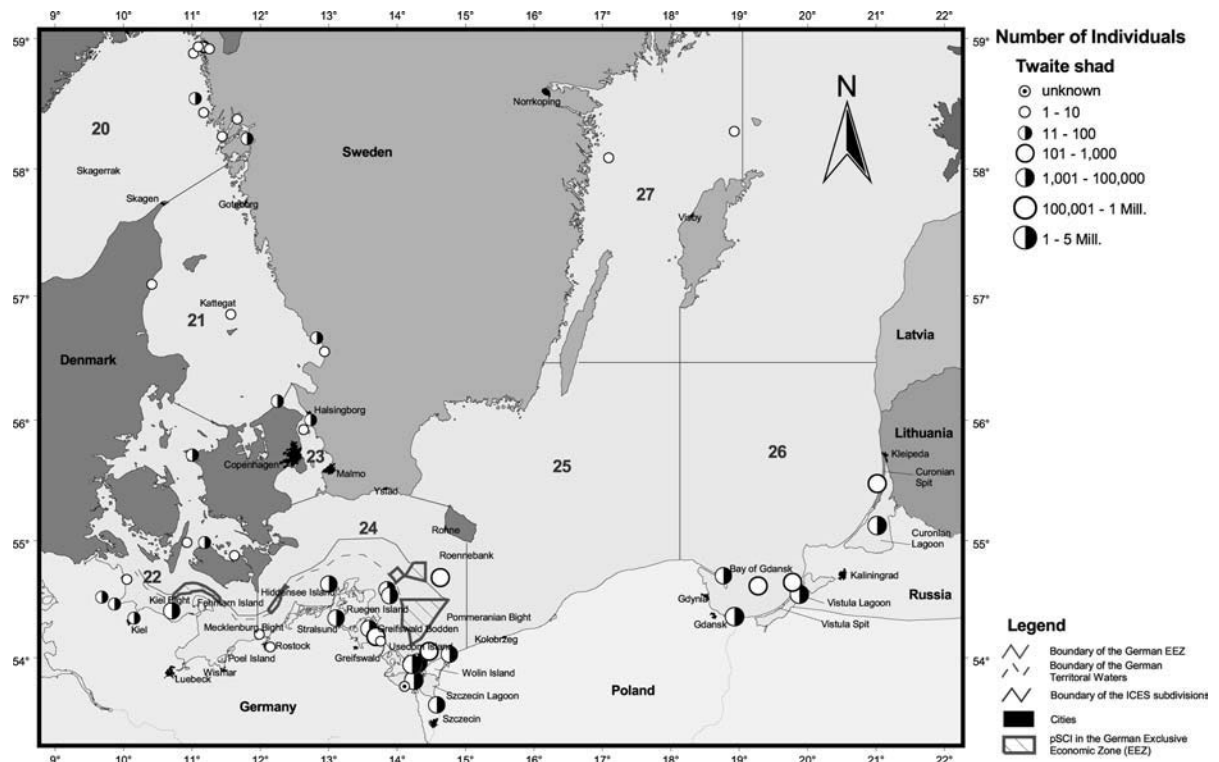 9° 10° 11° 12° 13° 14° 15° 16° 17° 18° 19° 20° 21° 22°
59° 59°
Number of Individuals
Twaite shad
unknown
1 - 10
11 - 100
101 - 1,000
1,001 - 100,000
100,001 - 1 Mill.
1 - 5 Mill.
N
Norrkoping
20
Sweden
Skagerrak
58° 58°
27
Skagen
Goteborg
Visby
57° 57°
Kattegat
21
Latvia
Denmark
56° 56°
Halsingborg
Lithuania
Kleipeda
Copenhagen
23
Malmo
25
26
Curonian
Spit
Ystad
24
Ronne
Curonian
Lagoon
55° 55°
Roennebank
22
Bay of Gdansk
Kaliningrad
Kiel Bight
Fehmarn Island
Hiddensee Island
Ruegen Island
Pommeranian Bight
Gdynia
Vistula Lagoon
Russia
Kiel
Mecklenburg Bight
Stralsund
Greifswald Bodden
Kolobrzeg
Gdansk
Vistula Spit
Rostock
Greifswald
Usedom Island
54° 54°
Poel Island
Wismar
Luebeck
Wolin Island
Szczecin Lagoon
Germany
Szczecin
Poland
9° 10° 11° 12° 13° 14° 15° 16° 17° 18° 19° 20° 21° 22°
Legend
Boundary of the German EEZ
Boundary of the German
Territoral Waters
Boundary of the ICES subdivisions
Cities
pSCI in the German Exclusive
Economic Zone (EEZ)